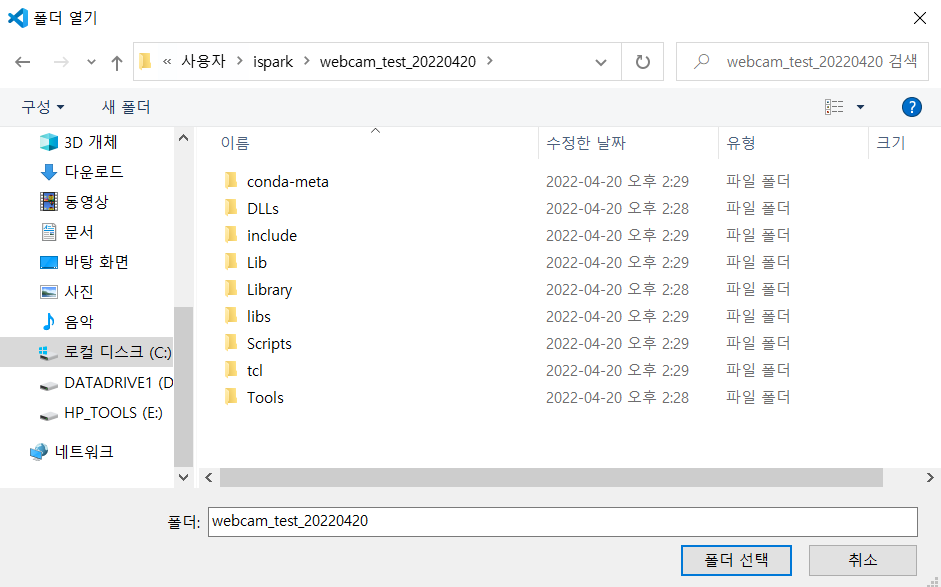 폴더 열기
« 사용자 > ispark > webcam_test_20220420 >
webcam_test_20220420 검색
구성
새 폴더
?
3D 개체
다운로드
동영상
문서
바탕 화면
사진
음악
로컬 디스크 (C:)
DATADRIVE1 (D
HP_TOOLS (E:)
네트워크
이름 수정한 날짜 유형 크기
conda-meta 2022-04-20 오후 2:29 파일 폴더
DLLs 2022-04-20 오후 2:28 파일 폴더
include 2022-04-20 오후 2:29 파일 폴더
Lib 2022-04-20 오후 2:29 파일 폴더
Library 2022-04-20 오후 2:28 파일 폴더
libs 2022-04-20 오후 2:29 파일 폴더
Scripts 2022-04-20 오후 2:29 파일 폴더
tcl 2022-04-20 오후 2:29 파일 폴더
Tools 2022-04-20 오후 2:28 파일 폴더
폴더: webcam_test_20220420
폴더 선택
취소